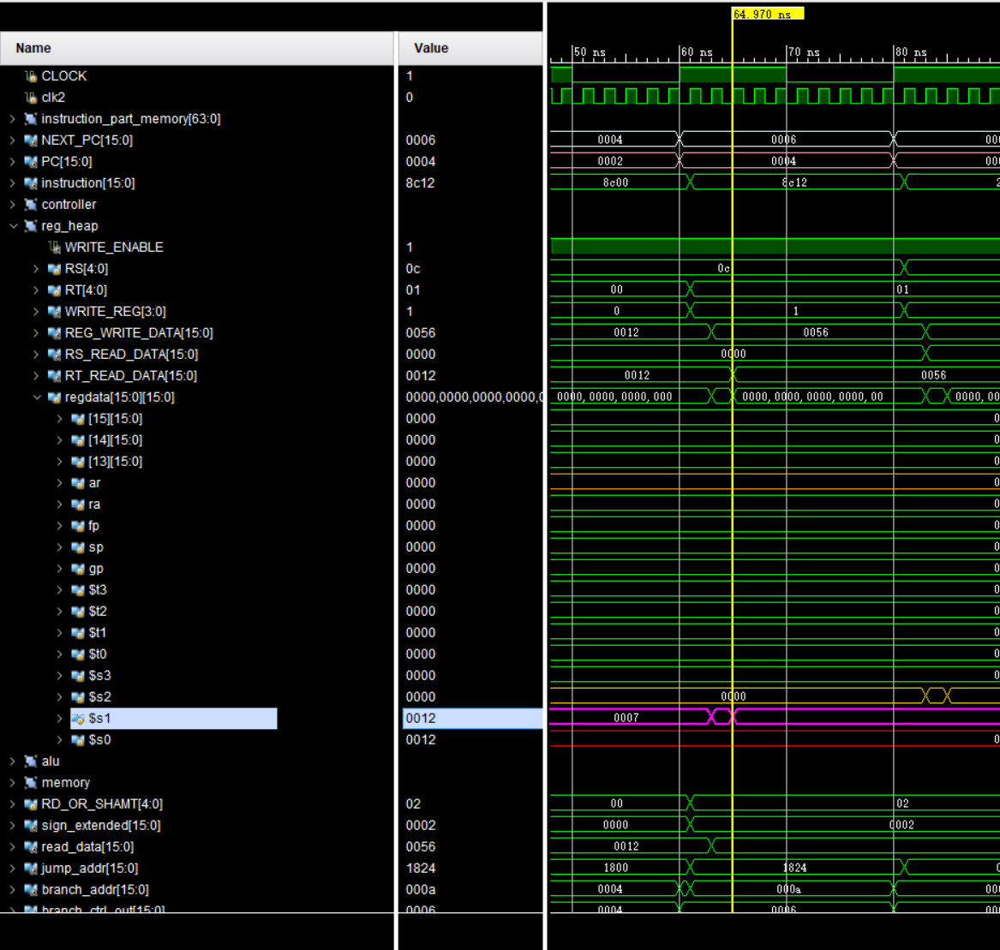 64.970 ns
Name Value 50 ns 60 ns 70 ns 80 ns
CLOCK 1
clk2 0
instruction_part_memory[63:0]
NEXT_PC[15:0] 0006 0004 0006
PC[15:0] 0004 0002 0004
instruction[15:0] 8c12 8c00 8c12
controller
reg_heap
WRITE_ENABLE 1
RS[4:0] 0c 0c
RT[4:0] 01 00 01
WRITE_REG[3:0] 1 0 1
REG_WRITE_DATA[15:0] 0056 0012 0056
RS_READ_DATA[15:0] 0000 0000
RT_READ_DATA[15:0] 0012 0012 0056
regdata[15:0][15:0] 0000,0000,0000,0000,0 0000,0000,0000,000 0000,0000,0000,0000,00 0000,00
[15][15:0] 0000 0
[14][15:0] 0000 0
[13][15:0] 0000 0
ar 0000 0
ra 0000 0
fp 0000 0
sp 0000 0
gp 0000 0
$t3 0000 0
$t2 0000 0
$t1 0000 0
$t0 0000 0
$s3 0000 0
$s2 0000 0000
$s1 0012 0007
$s0 0012 0
alu
memory
RD_OR_SHAMT[4:0] 02 00 02
sign_extended[15:0] 0002 0000 0002
read_data[15:0] 0056 0012
jump_addr[15:0] 1824 1800 1824
branch_addr[15:0] 000a 0004 000a 00
branch_ctrl_out[15:0] 0006 0004 0006